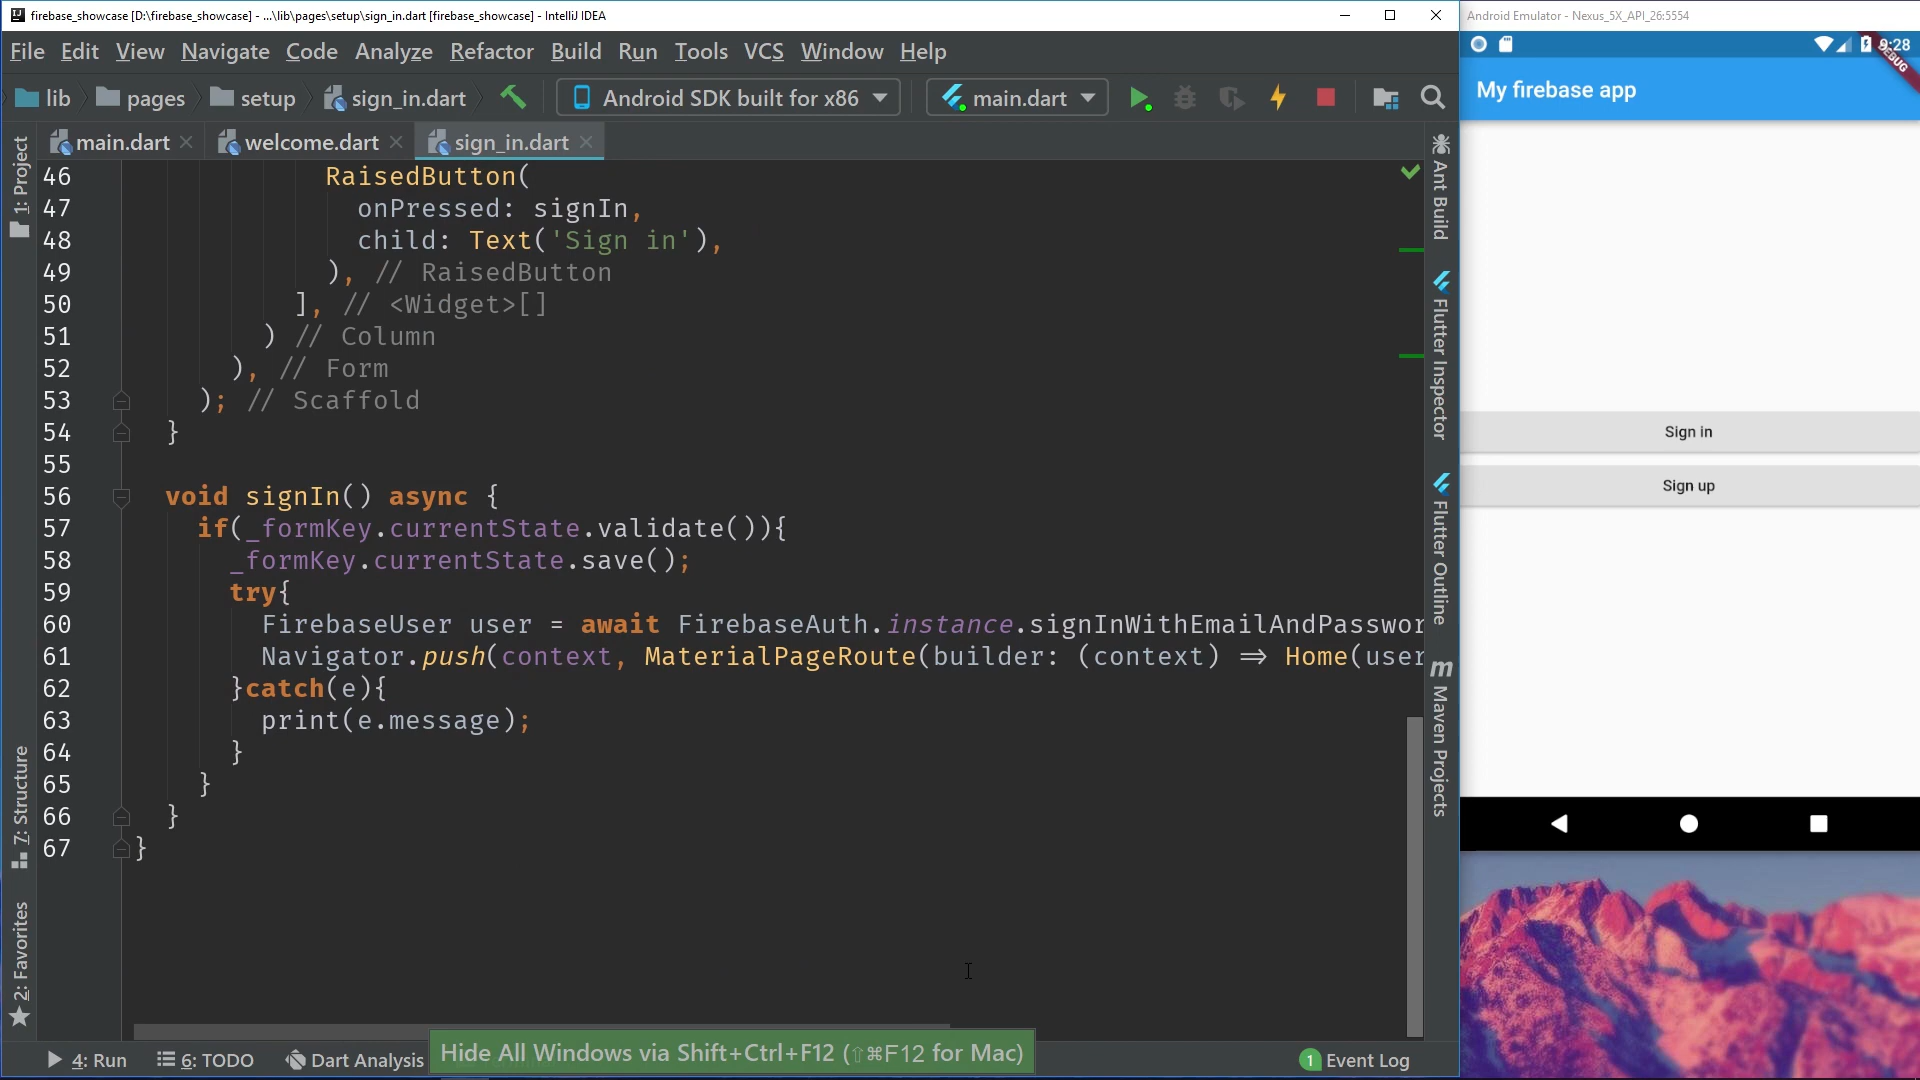 firebase_showcase [D:\firebase_showcase] - ...\lib\pages\setup\sign_in.dart [firebase_showcase] - IntelliJ IDEA
File Edit View Navigate Code Analyze Refactor Build Run Tools VCS Window Help
lib pages setup sign_in.dart Android SDK built for x86 main.dart
main.dart welcome.dart sign_in.dart
1: Project
7: Structure
2: Favorites
46 RaisedButton(
47 onPressed: signIn,
48 child: Text('Sign in'),
49 ), // RaisedButton
50 ], // <Widget>[]
51 ) // Column
52 ), // Form
53 ); // Scaffold
54 }
55
56 void signIn() async {
57 if(_formKey.currentState.validate()){
58 _formKey.currentState.save();
59 try{
60 FirebaseUser user = await FirebaseAuth.instance.signInWithEmailAndPasswor
61 Navigator.push(context, MaterialPageRoute(builder: (context) => Home(user
62 }catch(e){
63 print(e.message);
64 }
65 }
66 }
67 }
Ant Build
Flutter Inspector
Flutter Outline
m Maven Projects
4: Run 6: TODO Dart Analysis
Hide All Windows via Shift+Ctrl+F12 (⇧⌘F12 for Mac)
1 Event Log
Android Emulator - Nexus_5X_API_26:5554
9:28
DEBUG
My firebase app
Sign in
Sign up